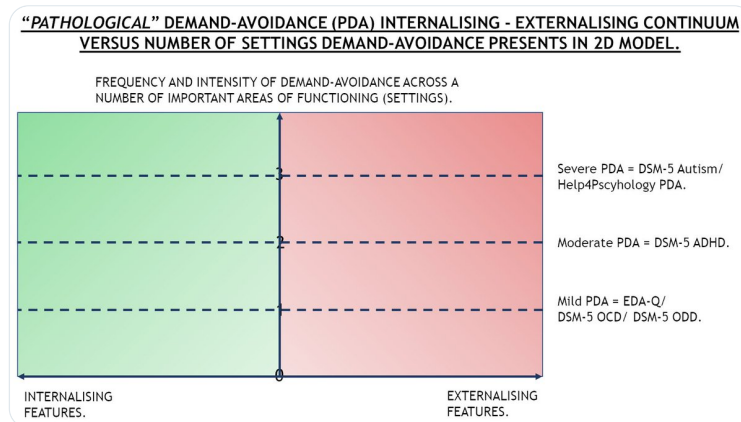 “PATHOLOGICAL” DEMAND-AVOIDANCE (PDA) INTERNALISING - EXTERNALISING CONTINUUM
VERSUS NUMBER OF SETTINGS DEMAND-AVOIDANCE PRESENTS IN 2D MODEL.
FREQUENCY AND INTENSITY OF DEMAND-AVOIDANCE ACROSS A
NUMBER OF IMPORTANT AREAS OF FUNCTIONING (SETTINGS).
3
Severe PDA = DSM-5 Autism/
Help4Pscyhology PDA.
2
Moderate PDA = DSM-5 ADHD.
1
Mild PDA = EDA-Q/
DSM-5 OCD/ DSM-5 ODD.
0
INTERNALISING
FEATURES.
EXTERNALISING
FEATURES.